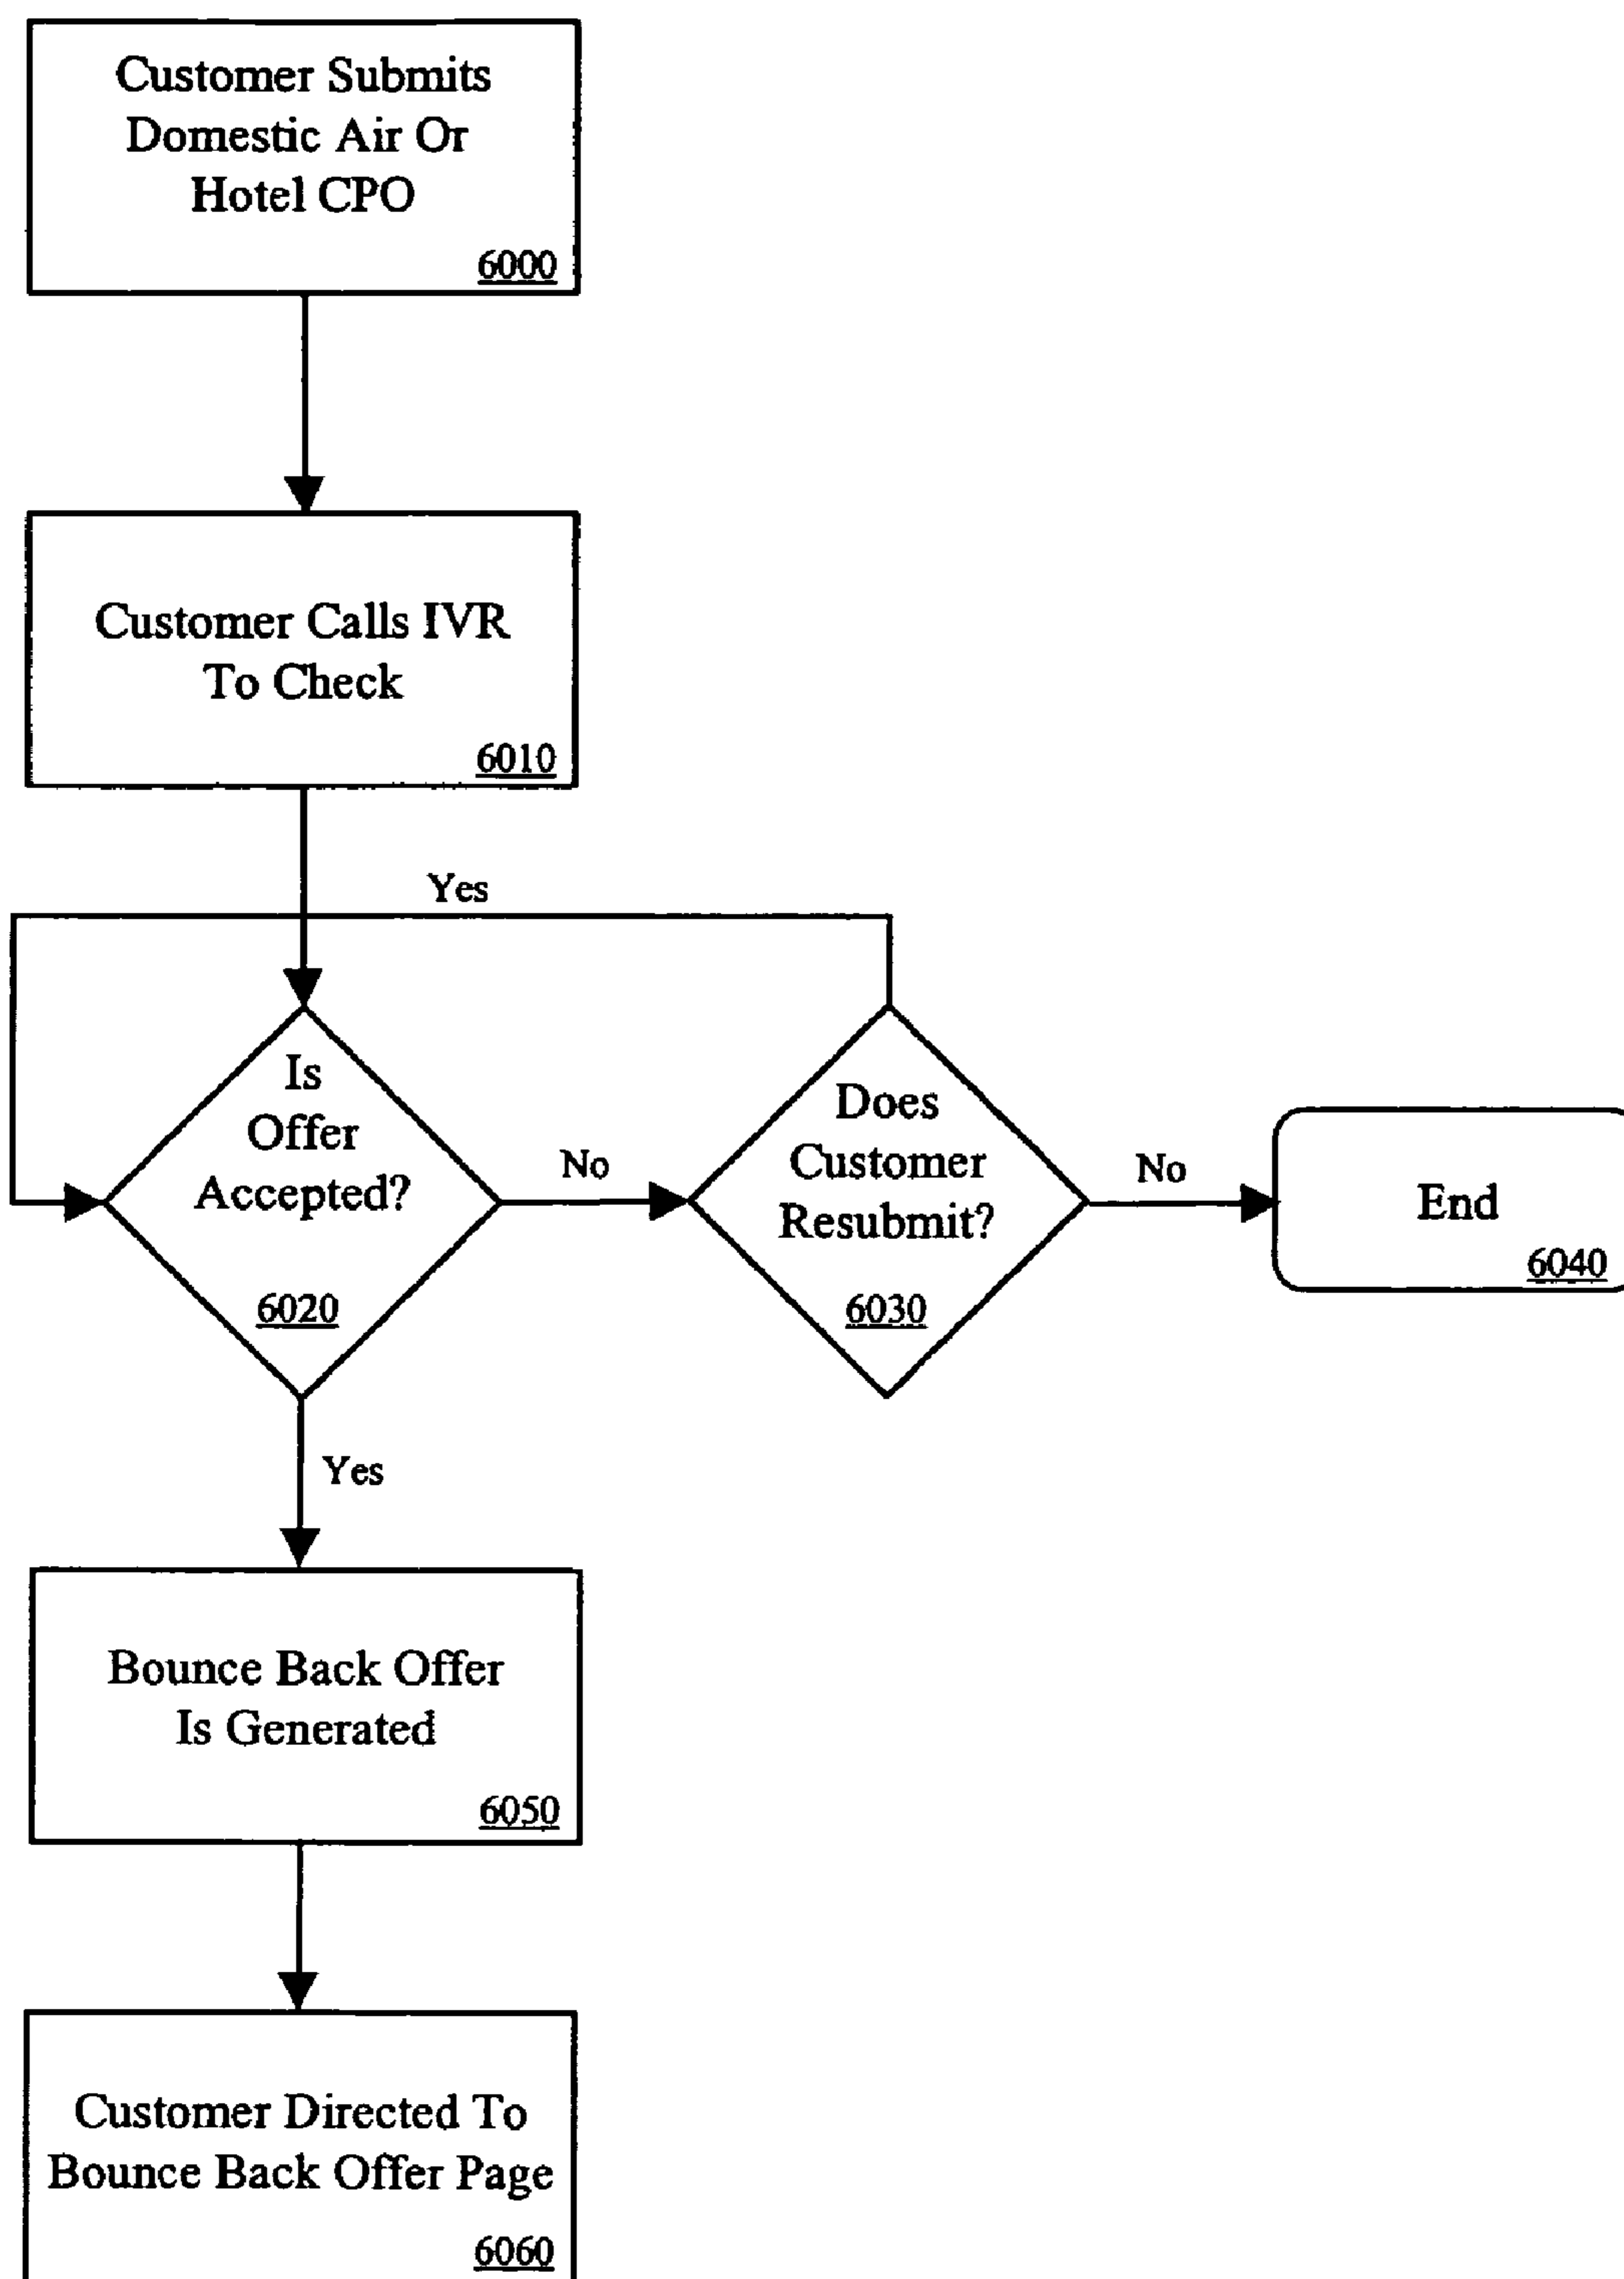 Customer Submits
Domestic Air Or
Hotel CPO
6000
Customer Calls IVR
To Check
6010
Yes
Is
Offer
Accepted?
6020
No
Does
Customer
Resubmit?
6030
No
End
6040
Yes
Bounce Back Offer
Is Generated
6050
Customer Directed To
Bounce Back Offer Page
6060